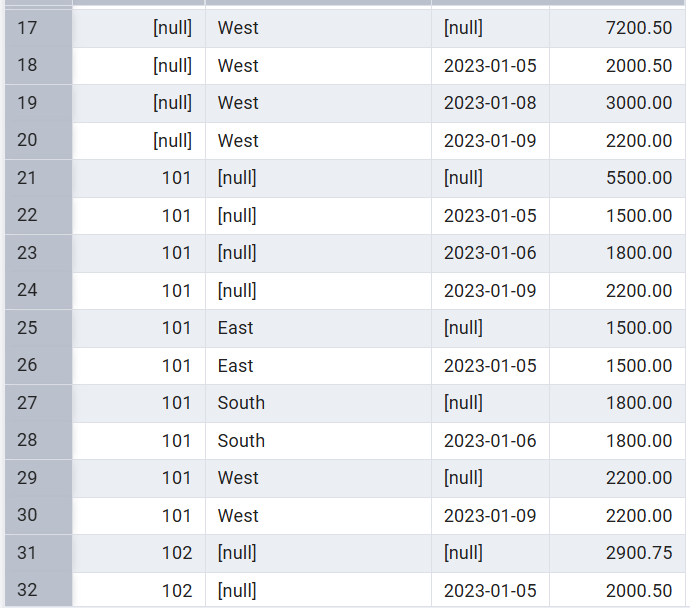 17 [null] West [null] 7200.50
18 [null] West 2023-01-05 2000.50
19 [null] West 2023-01-08 3000.00
20 [null] West 2023-01-09 2200.00
21 101 [null] [null] 5500.00
22 101 [null] 2023-01-05 1500.00
23 101 [null] 2023-01-06 1800.00
24 101 [null] 2023-01-09 2200.00
25 101 East [null] 1500.00
26 101 East 2023-01-05 1500.00
27 101 South [null] 1800.00
28 101 South 2023-01-06 1800.00
29 101 West [null] 2200.00
30 101 West 2023-01-09 2200.00
31 102 [null] [null] 2900.75
32 102 [null] 2023-01-05 2000.50